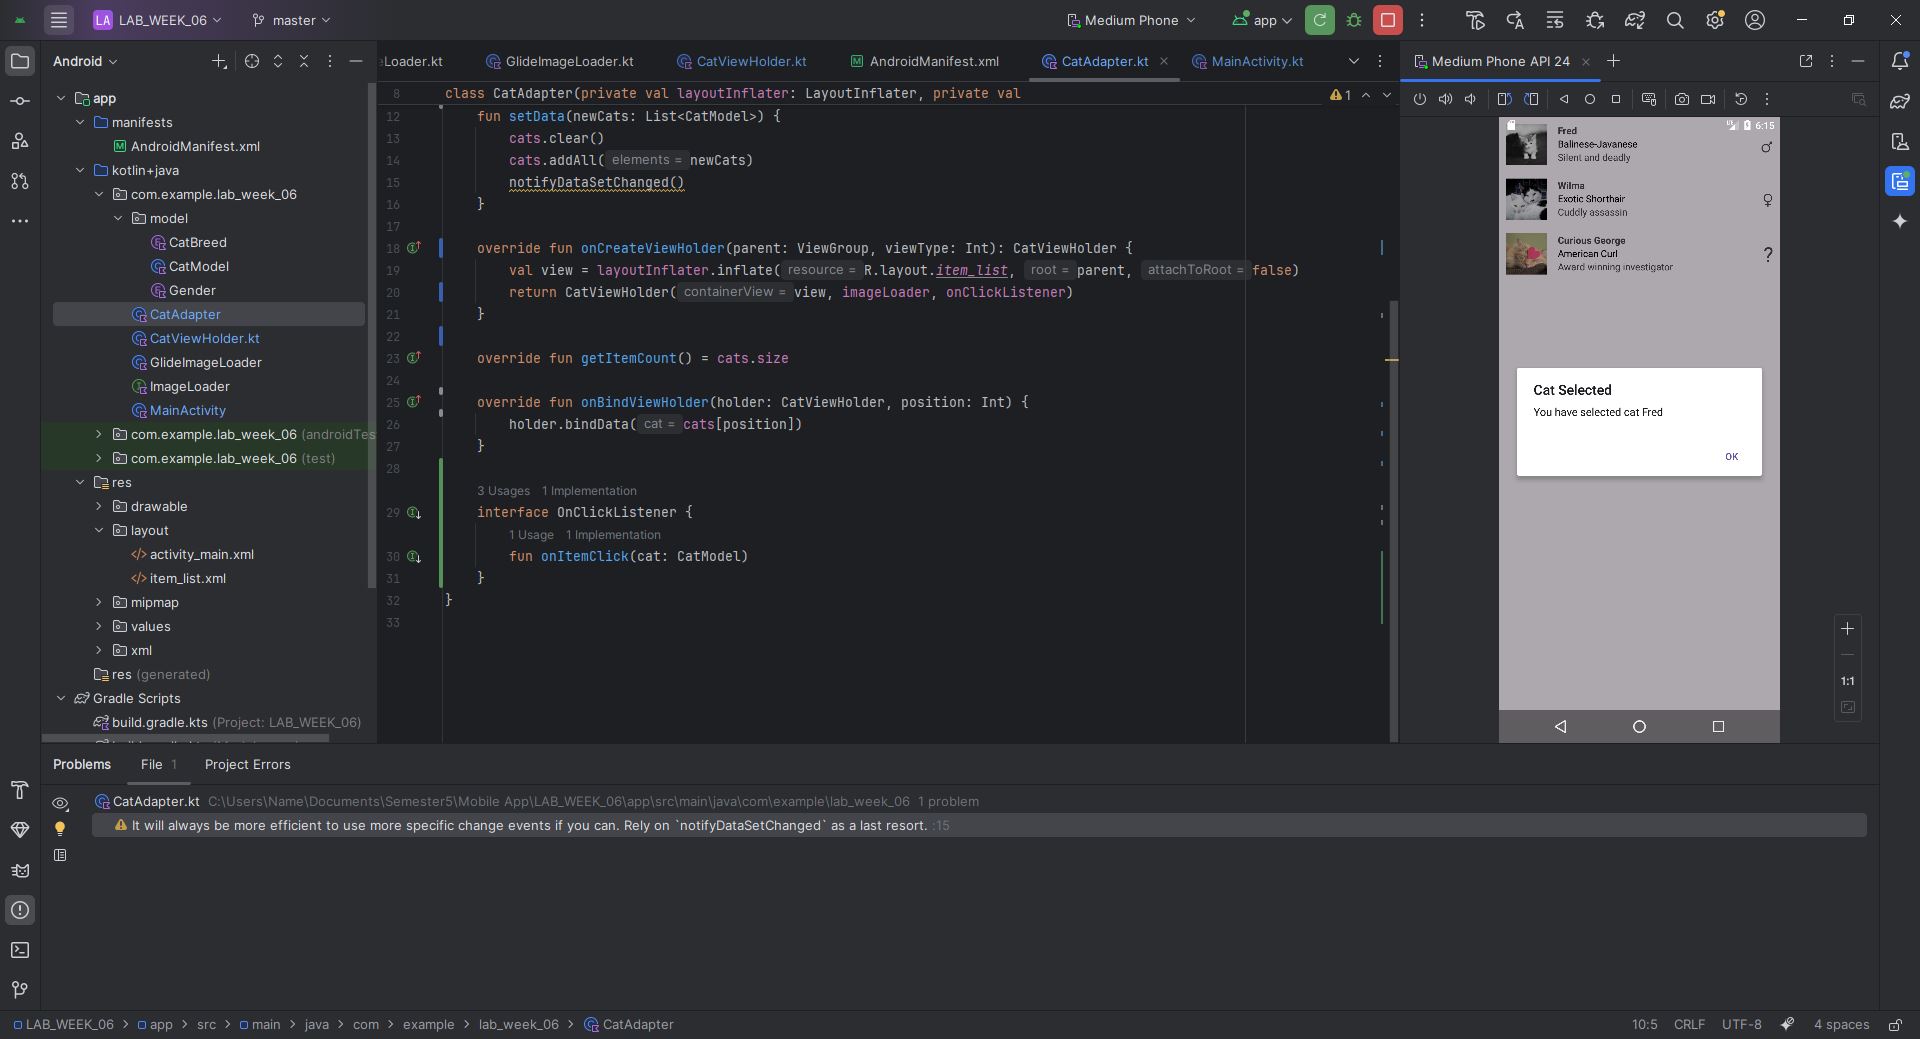 LA LAB_WEEK_06 master Medium Phone app
Android
Loader.kt GlideImageLoader.kt CatViewHolder.kt AndroidManifest.xml CatAdapter.kt MainActivity.kt
Medium Phone API 24
app
manifests
AndroidManifest.xml
kotlin+java
com.example.lab_week_06
model
CatBreed
CatModel
Gender
CatAdapter
CatViewHolder.kt
GlideImageLoader
ImageLoader
MainActivity
com.example.lab_week_06 (androidTes
com.example.lab_week_06 (test)
res
drawable
layout
activity_main.xml
item_list.xml
mipmap
values
xml
res (generated)
Gradle Scripts
build.gradle.kts (Project: LAB_WEEK_06)
8 class CatAdapter(private val layoutInflater: LayoutInflater, private val
1
12 fun setData(newCats: List<CatModel>) {
13 cats.clear()
14 cats.addAll( elements = newCats)
15 notifyDataSetChanged()
16 }
17
18 override fun onCreateViewHolder(parent: ViewGroup, viewType: Int): CatViewHolder {
19 val view = layoutInflater.inflate( resource = R.layout.item_list, root = parent, attachToRoot = false)
20 return CatViewHolder( containerView = view, imageLoader, onClickListener)
21 }
22
23 override fun getItemCount() = cats.size
24
25 override fun onBindViewHolder(holder: CatViewHolder, position: Int) {
26 holder.bindData( cat = cats[position])
27 }
28
3 Usages 1 Implementation
29 interface OnClickListener {
1 Usage 1 Implementation
30 fun onItemClick(cat: CatModel)
31 }
32 }
33
6:15
Fred
Balinese-Javanese
Silent and deadly
♂
Wilma
Exotic Shorthair
Cuddly assassin
♀
Curious George
American Curl
Award winning investigator
?
Cat Selected
You have selected cat Fred
OK
1:1
Problems File 1 Project Errors
CatAdapter.kt C:\Users\Name\Documents\Semester5\Mobile App\LAB_WEEK_06\app\src\main\java\com\example\lab_week_06 1 problem
It will always be more efficient to use more specific change events if you can. Rely on `notifyDataSetChanged` as a last resort. :15
LAB_WEEK_06 > app > src > main > java > com > example > lab_week_06 > CatAdapter
10:5 CRLF UTF-8 4 spaces